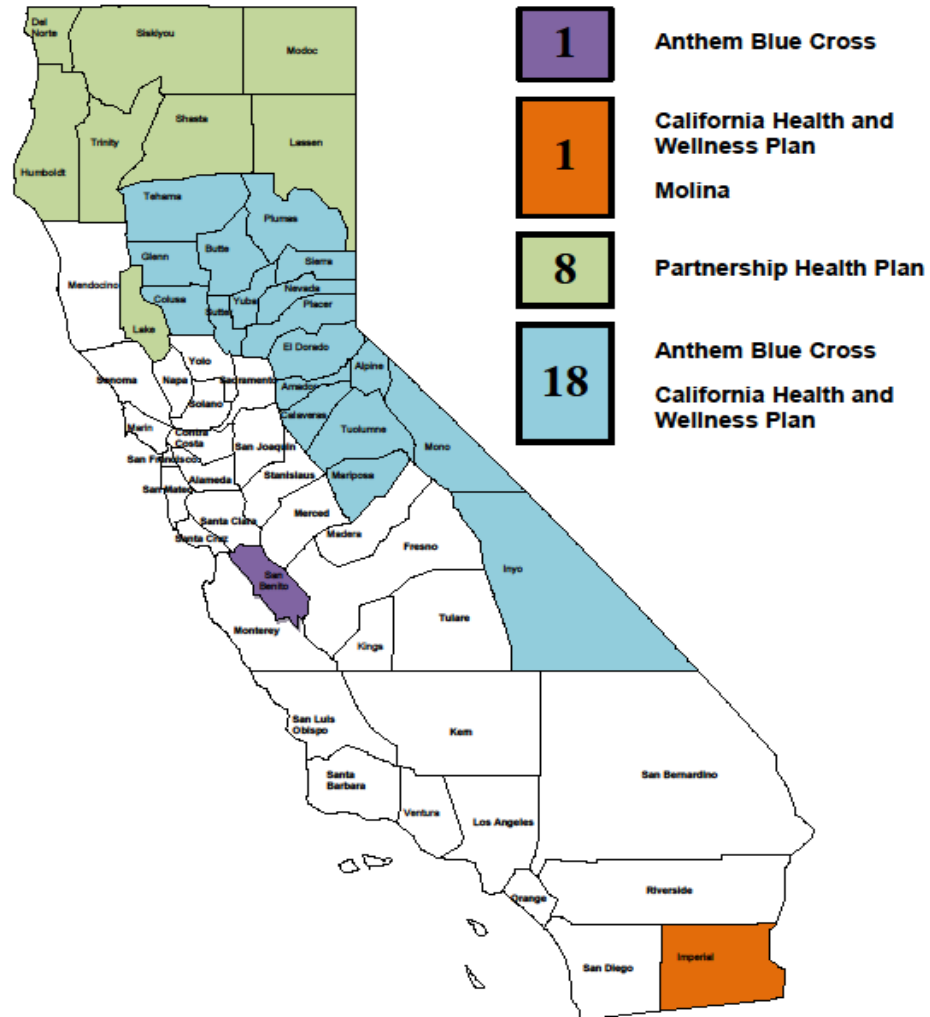 Del
Norte
Siskiyou
Modoc
Trinity
Shasta
Lassen
Humboldt
Tehama
Plumas
Glenn
Butte
Sierra
Mendocino
Colusa
Sutter
Yuba
Nevada
Placer
Lake
El Dorado
Yolo
Alpine
Sonoma
Napa
Sacramento
Amador
Solano
Calaveras
Marin
Contra
Costa
Tuolumne
Mono
San Joaquin
San Francisco
Alameda
Stanislaus
Mariposa
San Mateo
Santa Clara
Merced
Madera
Santa Cruz
Fresno
San
Benito
Inyo
Monterey
Kings
Tulare
San Luis
Obispo
Kern
Santa
Barbara
San Bernardino
Ventura
Los Angeles
Orange
Riverside
San Diego
Imperial
1
Anthem Blue Cross
1
California Health and
Wellness Plan
Molina
8
Partnership Health Plan
18
Anthem Blue Cross
California Health and
Wellness Plan